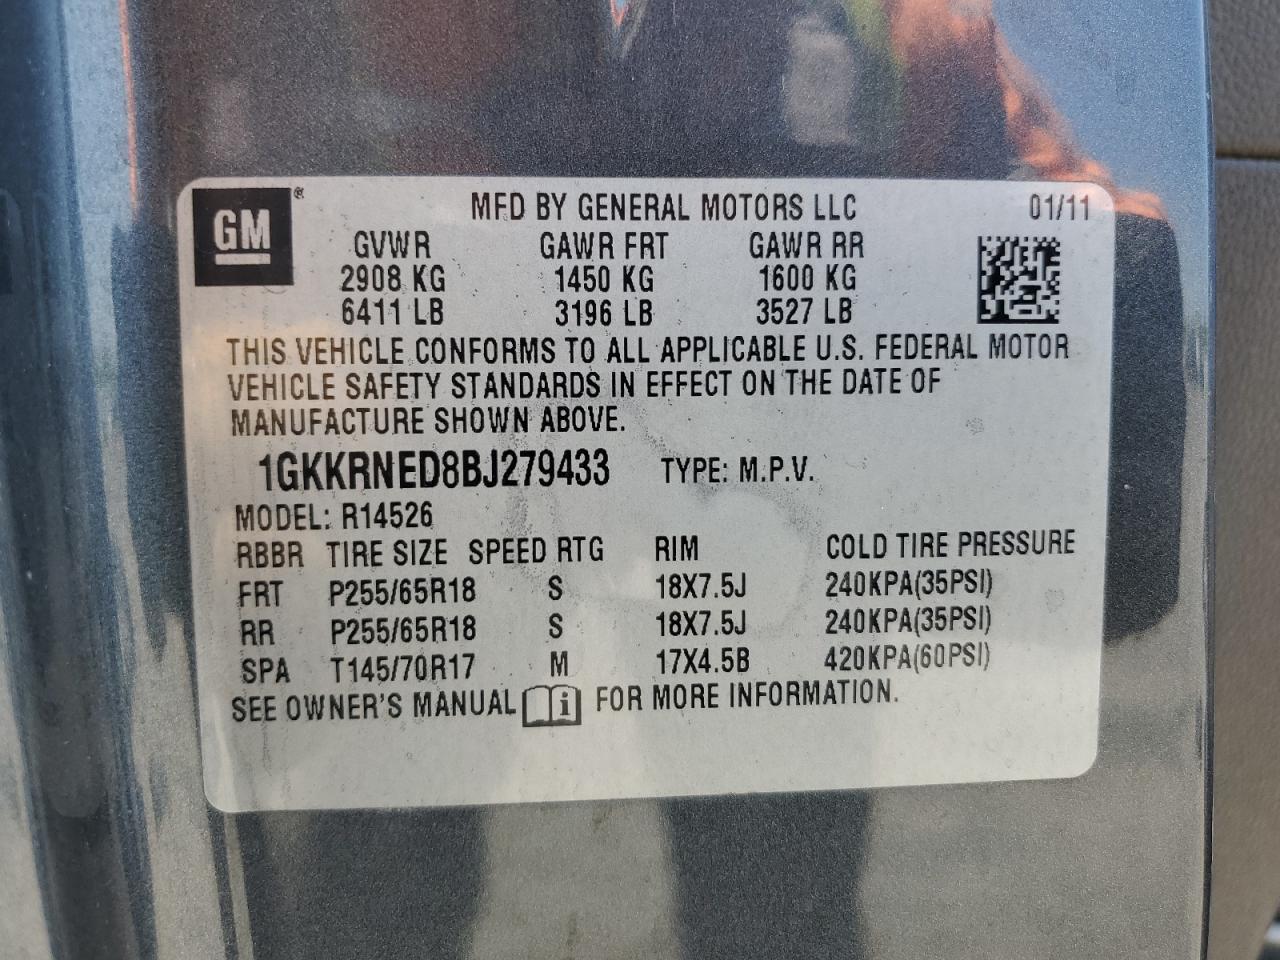 GM ® MFD BY GENERAL MOTORS LLC 01/11
GVWR GAWR FRT GAWR RR
2908 KG 1450 KG 1600 KG
6411 LB 3196 LB 3527 LB
THIS VEHICLE CONFORMS TO ALL APPLICABLE U.S. FEDERAL MOTOR
VEHICLE SAFETY STANDARDS IN EFFECT ON THE DATE OF
MANUFACTURE SHOWN ABOVE.
1GKKRNED8BJ279433 TYPE: M.P.V.
MODEL: R14526
RBBR TIRE SIZE SPEED RTG RIM COLD TIRE PRESSURE
FRT P255/65R18 S 18X7.5J 240KPA(35PSI)
RR P255/65R18 S 18X7.5J 240KPA(35PSI)
SPA T145/70R17 M 17X4.5B 420KPA(60PSI)
SEE OWNER'S MANUAL i FOR MORE INFORMATION.